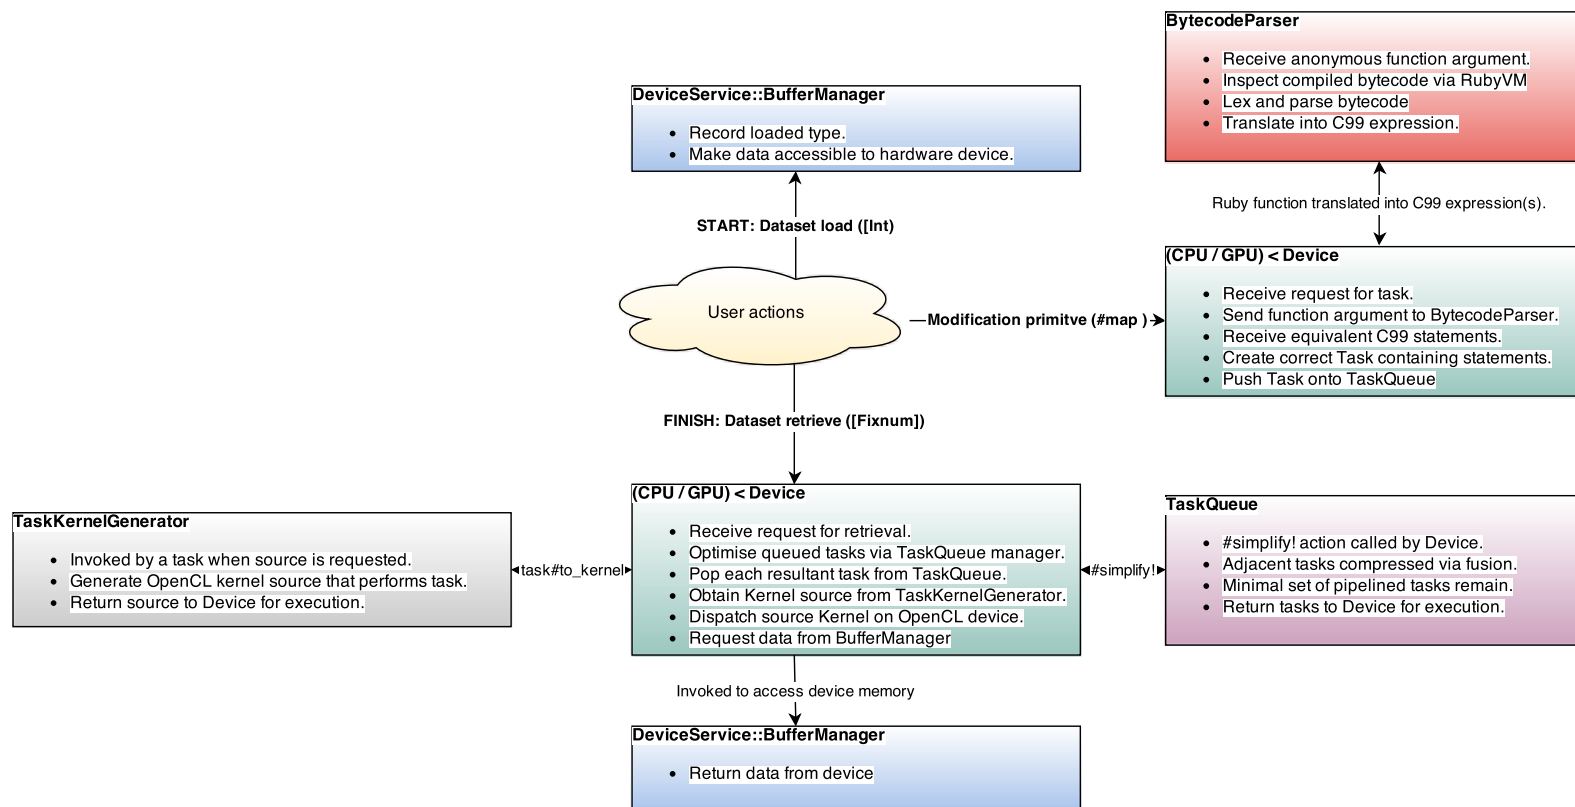 BytecodeParser
• Receive anonymous function argument.
• Inspect compiled bytecode via RubyVM
• Lex and parse bytecode
• Translate into C99 expression.
DeviceService::BufferManager
• Record loaded type.
• Make data accessible to hardware device.
Ruby function translated into C99 expression(s).
START: Dataset load ([Int)
(CPU / GPU) < Device
• Receive request for task.
• Send function argument to BytecodeParser.
• Receive equivalent C99 statements.
• Create correct Task containing statements.
• Push Task onto TaskQueue
User actions
Modification primitve (#map )
FINISH: Dataset retrieve ([Fixnum])
(CPU / GPU) < Device
• Receive request for retrieval.
• Optimise queued tasks via TaskQueue manager.
• Pop each resultant task from TaskQueue.
• Obtain Kernel source from TaskKernelGenerator.
• Dispatch source Kernel on OpenCL device.
• Request data from BufferManager
TaskKernelGenerator
• Invoked by a task when source is requested.
• Generate OpenCL kernel source that performs task.
• Return source to Device for execution.
task#to_kernel
#simplify!
TaskQueue
• #simplify! action called by Device.
• Adjacent tasks compressed via fusion.
• Minimal set of pipelined tasks remain.
• Return tasks to Device for execution.
Invoked to access device memory
DeviceService::BufferManager
• Return data from device